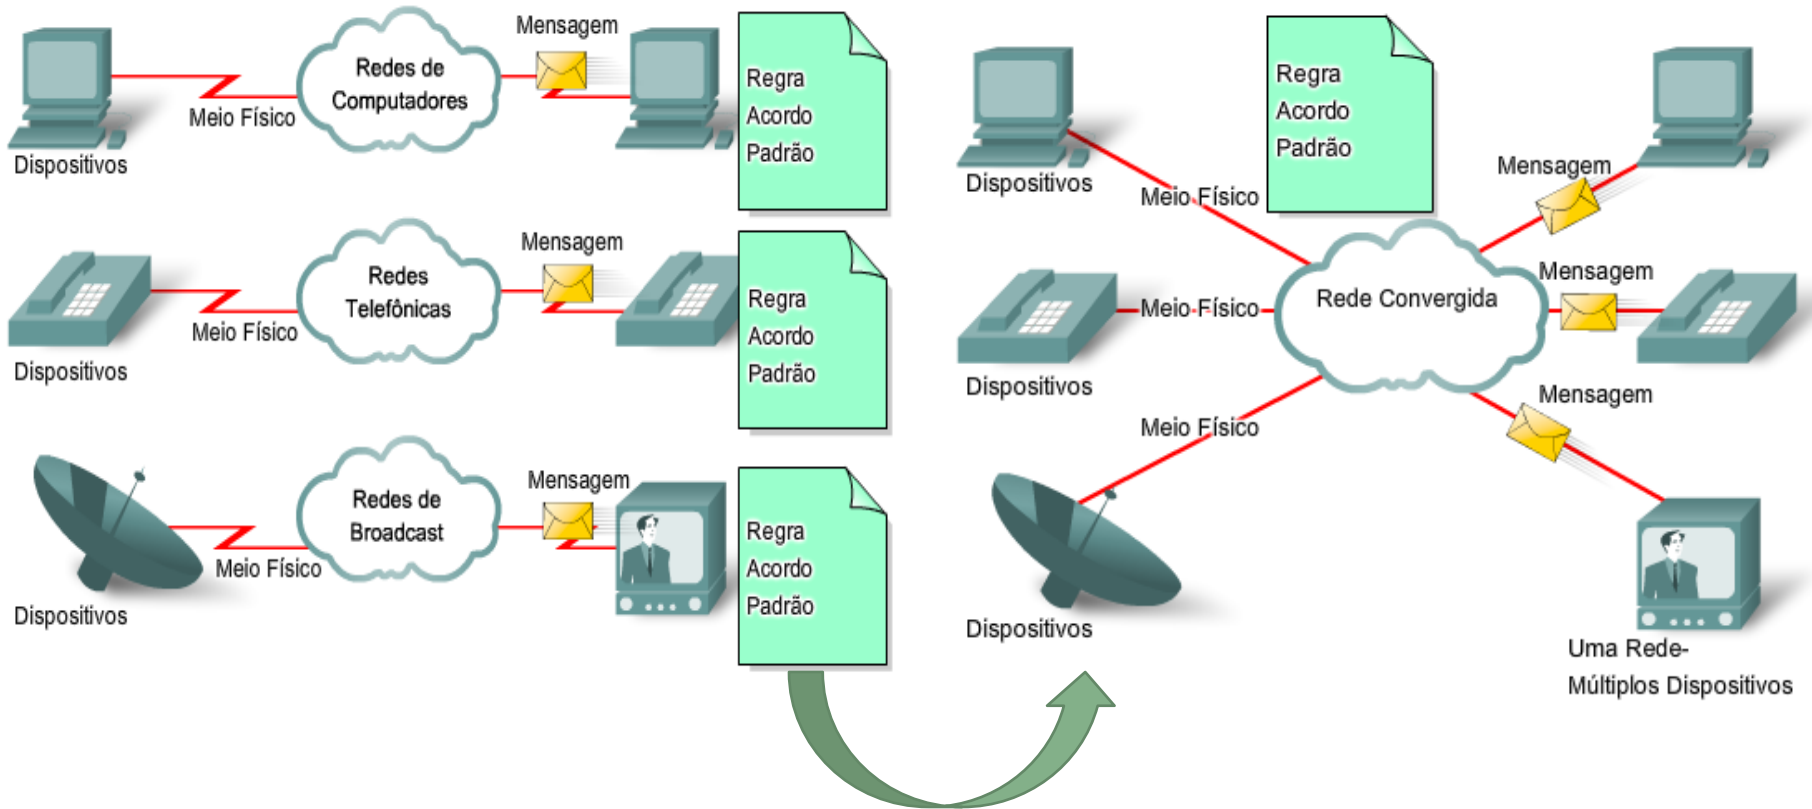 Mensagem
Redes de
Computadores
Meio Físico
Dispositivos
Regra
Acordo
Padrão
Mensagem
Redes
Telefônicas
Meio Físico
Dispositivos
Regra
Acordo
Padrão
Mensagem
Redes de
Broadcast
Meio Físico
Dispositivos
Regra
Acordo
Padrão
Regra
Acordo
Padrão
Dispositivos
Meio Físico
Mensagem
Rede Convergida
Meio Físico
Mensagem
Dispositivos
Meio Físico
Mensagem
Dispositivos
Uma Rede-
Múltiplos Dispositivos